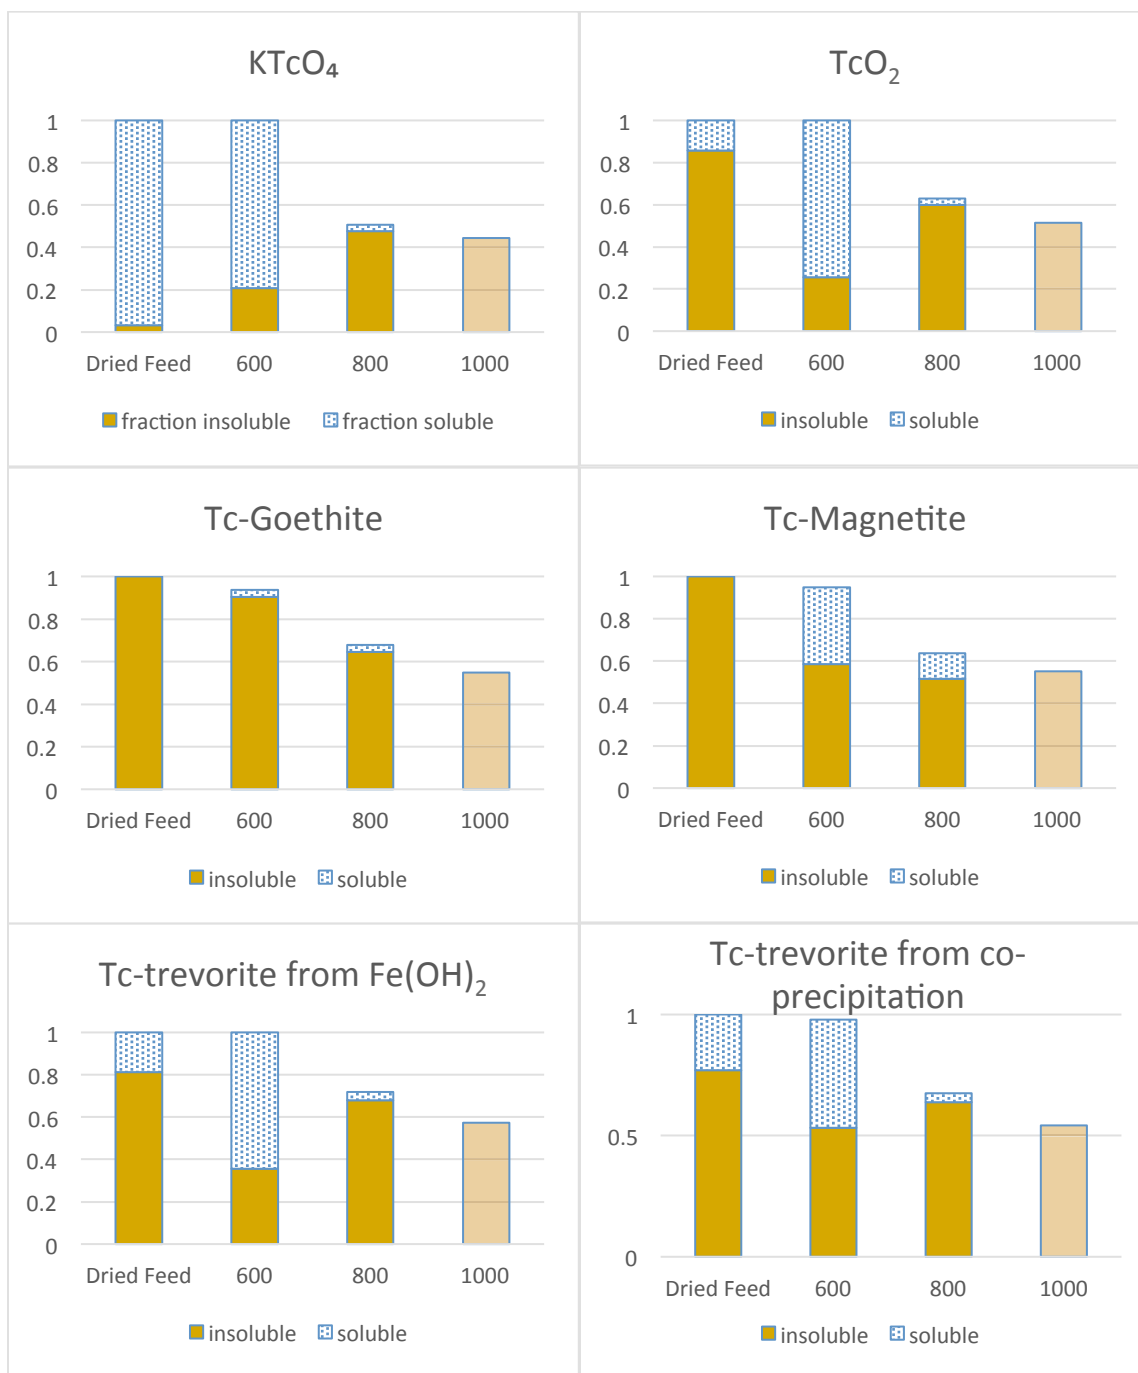 KTcO₄
1
0.8
0.6
0.4
0.2
0
Dried Feed 600 800 1000
fraction insoluble fraction soluble
TcO₂
1
0.8
0.6
0.4
0.2
0
Dried Feed 600 800 1000
insoluble soluble
Tc-Goethite
1
0.8
0.6
0.4
0.2
0
Dried Feed 600 800 1000
insoluble soluble
Tc-Magnetite
1
0.8
0.6
0.4
0.2
0
Dried Feed 600 800 1000
insoluble soluble
Tc-trevorite from Fe(OH)₂
1
0.8
0.6
0.4
0.2
0
Dried Feed 600 800 1000
insoluble soluble
Tc-trevorite from co-
precipitation
1
0.5
0
Dried Feed 600 800 1000
insoluble soluble